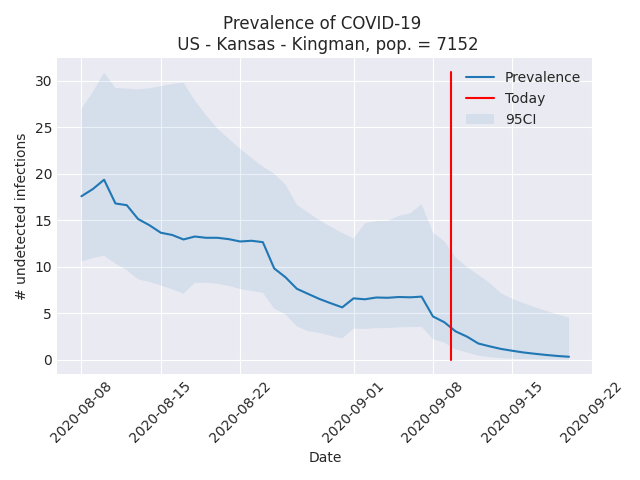 Prevalence of COVID-19
US - Kansas - Kingman, pop. = 7152
# undetected infections
30
25
20
15
10
5
0
Prevalence
Today
95CI
2020-08-08
2020-08-15
2020-08-22
2020-09-01
2020-09-08
2020-09-15
2020-09-22
Date